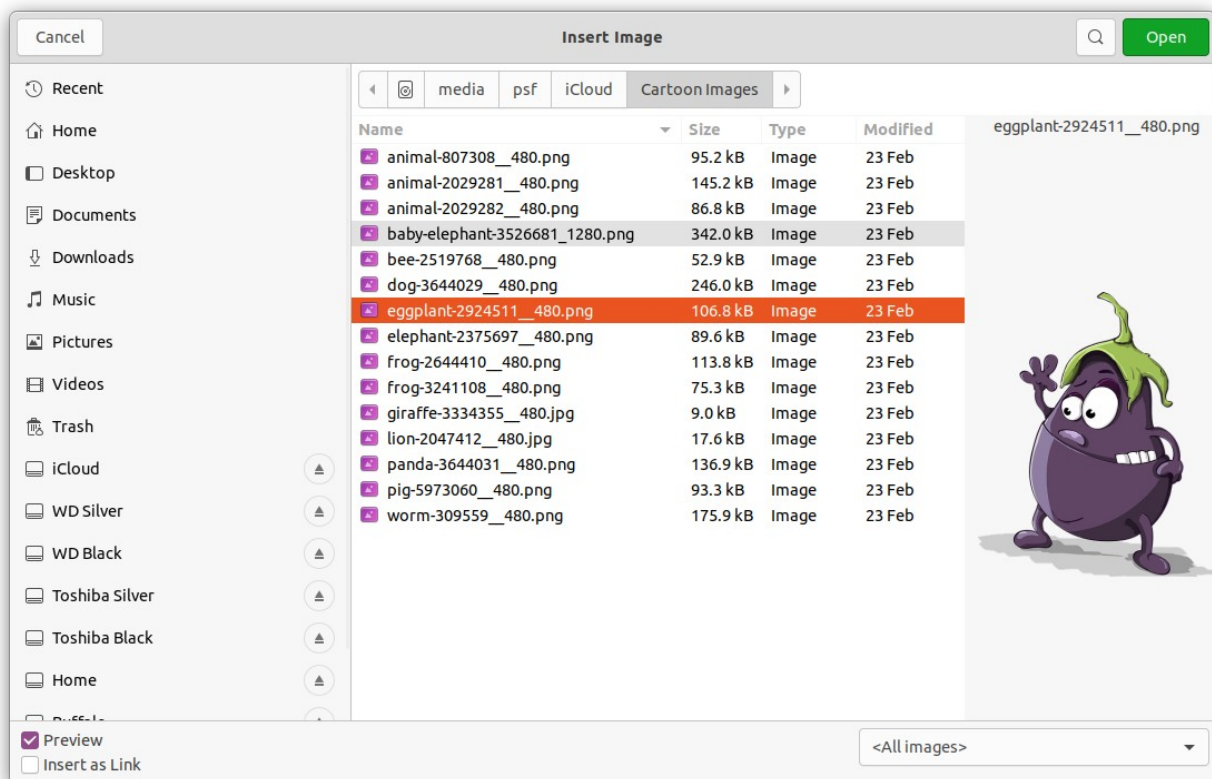 Cancel
Insert Image
Open
Recent
Home
Desktop
Documents
Downloads
Music
Pictures
Videos
Trash
iCloud
WD Silver
WD Black
Toshiba Silver
Toshiba Black
Home
media psf iCloud Cartoon Images
Name Size Type Modified
animal-807308__480.png 95.2 kB Image 23 Feb
animal-2029281__480.png 145.2 kB Image 23 Feb
animal-2029282__480.png 86.8 kB Image 23 Feb
baby-elephant-3526681_1280.png 342.0 kB Image 23 Feb
bee-2519768__480.png 52.9 kB Image 23 Feb
dog-3644029__480.png 246.0 kB Image 23 Feb
eggplant-2924511__480.png 106.8 kB Image 23 Feb
elephant-2375697__480.png 89.6 kB Image 23 Feb
frog-2644410__480.png 113.8 kB Image 23 Feb
frog-3241108__480.png 75.3 kB Image 23 Feb
giraffe-3334355__480.jpg 9.0 kB Image 23 Feb
lion-2047412__480.jpg 17.6 kB Image 23 Feb
panda-3644031__480.png 136.9 kB Image 23 Feb
pig-5973060__480.png 93.3 kB Image 23 Feb
worm-309559__480.png 175.9 kB Image 23 Feb
eggplant-2924511__480.png
Preview
Insert as Link
<All images>